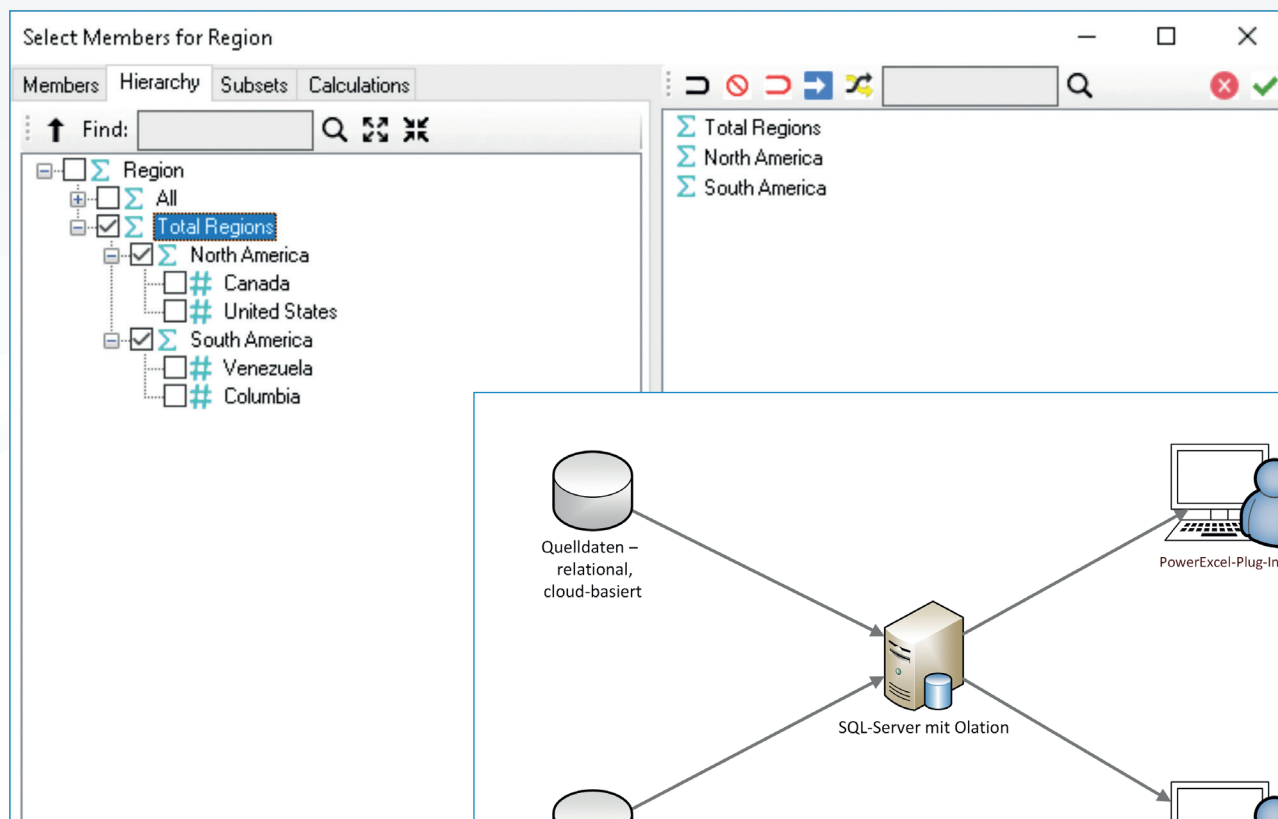 Select Members for Region
Members Hierarchy Subsets Calculations
Find:
Region
All
Total Regions
North America
Canada
United States
South America
Venezuela
Columbia
Total Regions
North America
South America
Quelldaten –
relational,
cloud-basiert
PowerExcel-Plug-In
SQL-Server mit Olation